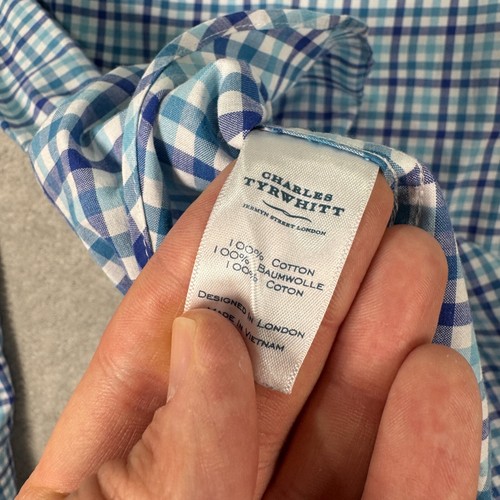 CHARLES
TYRWHITT
JERMYN STREET LONDON
100% COTTON
100% BAUMWOLLE
100% COTON
DESIGNED IN LONDON
MADE IN VIETNAM